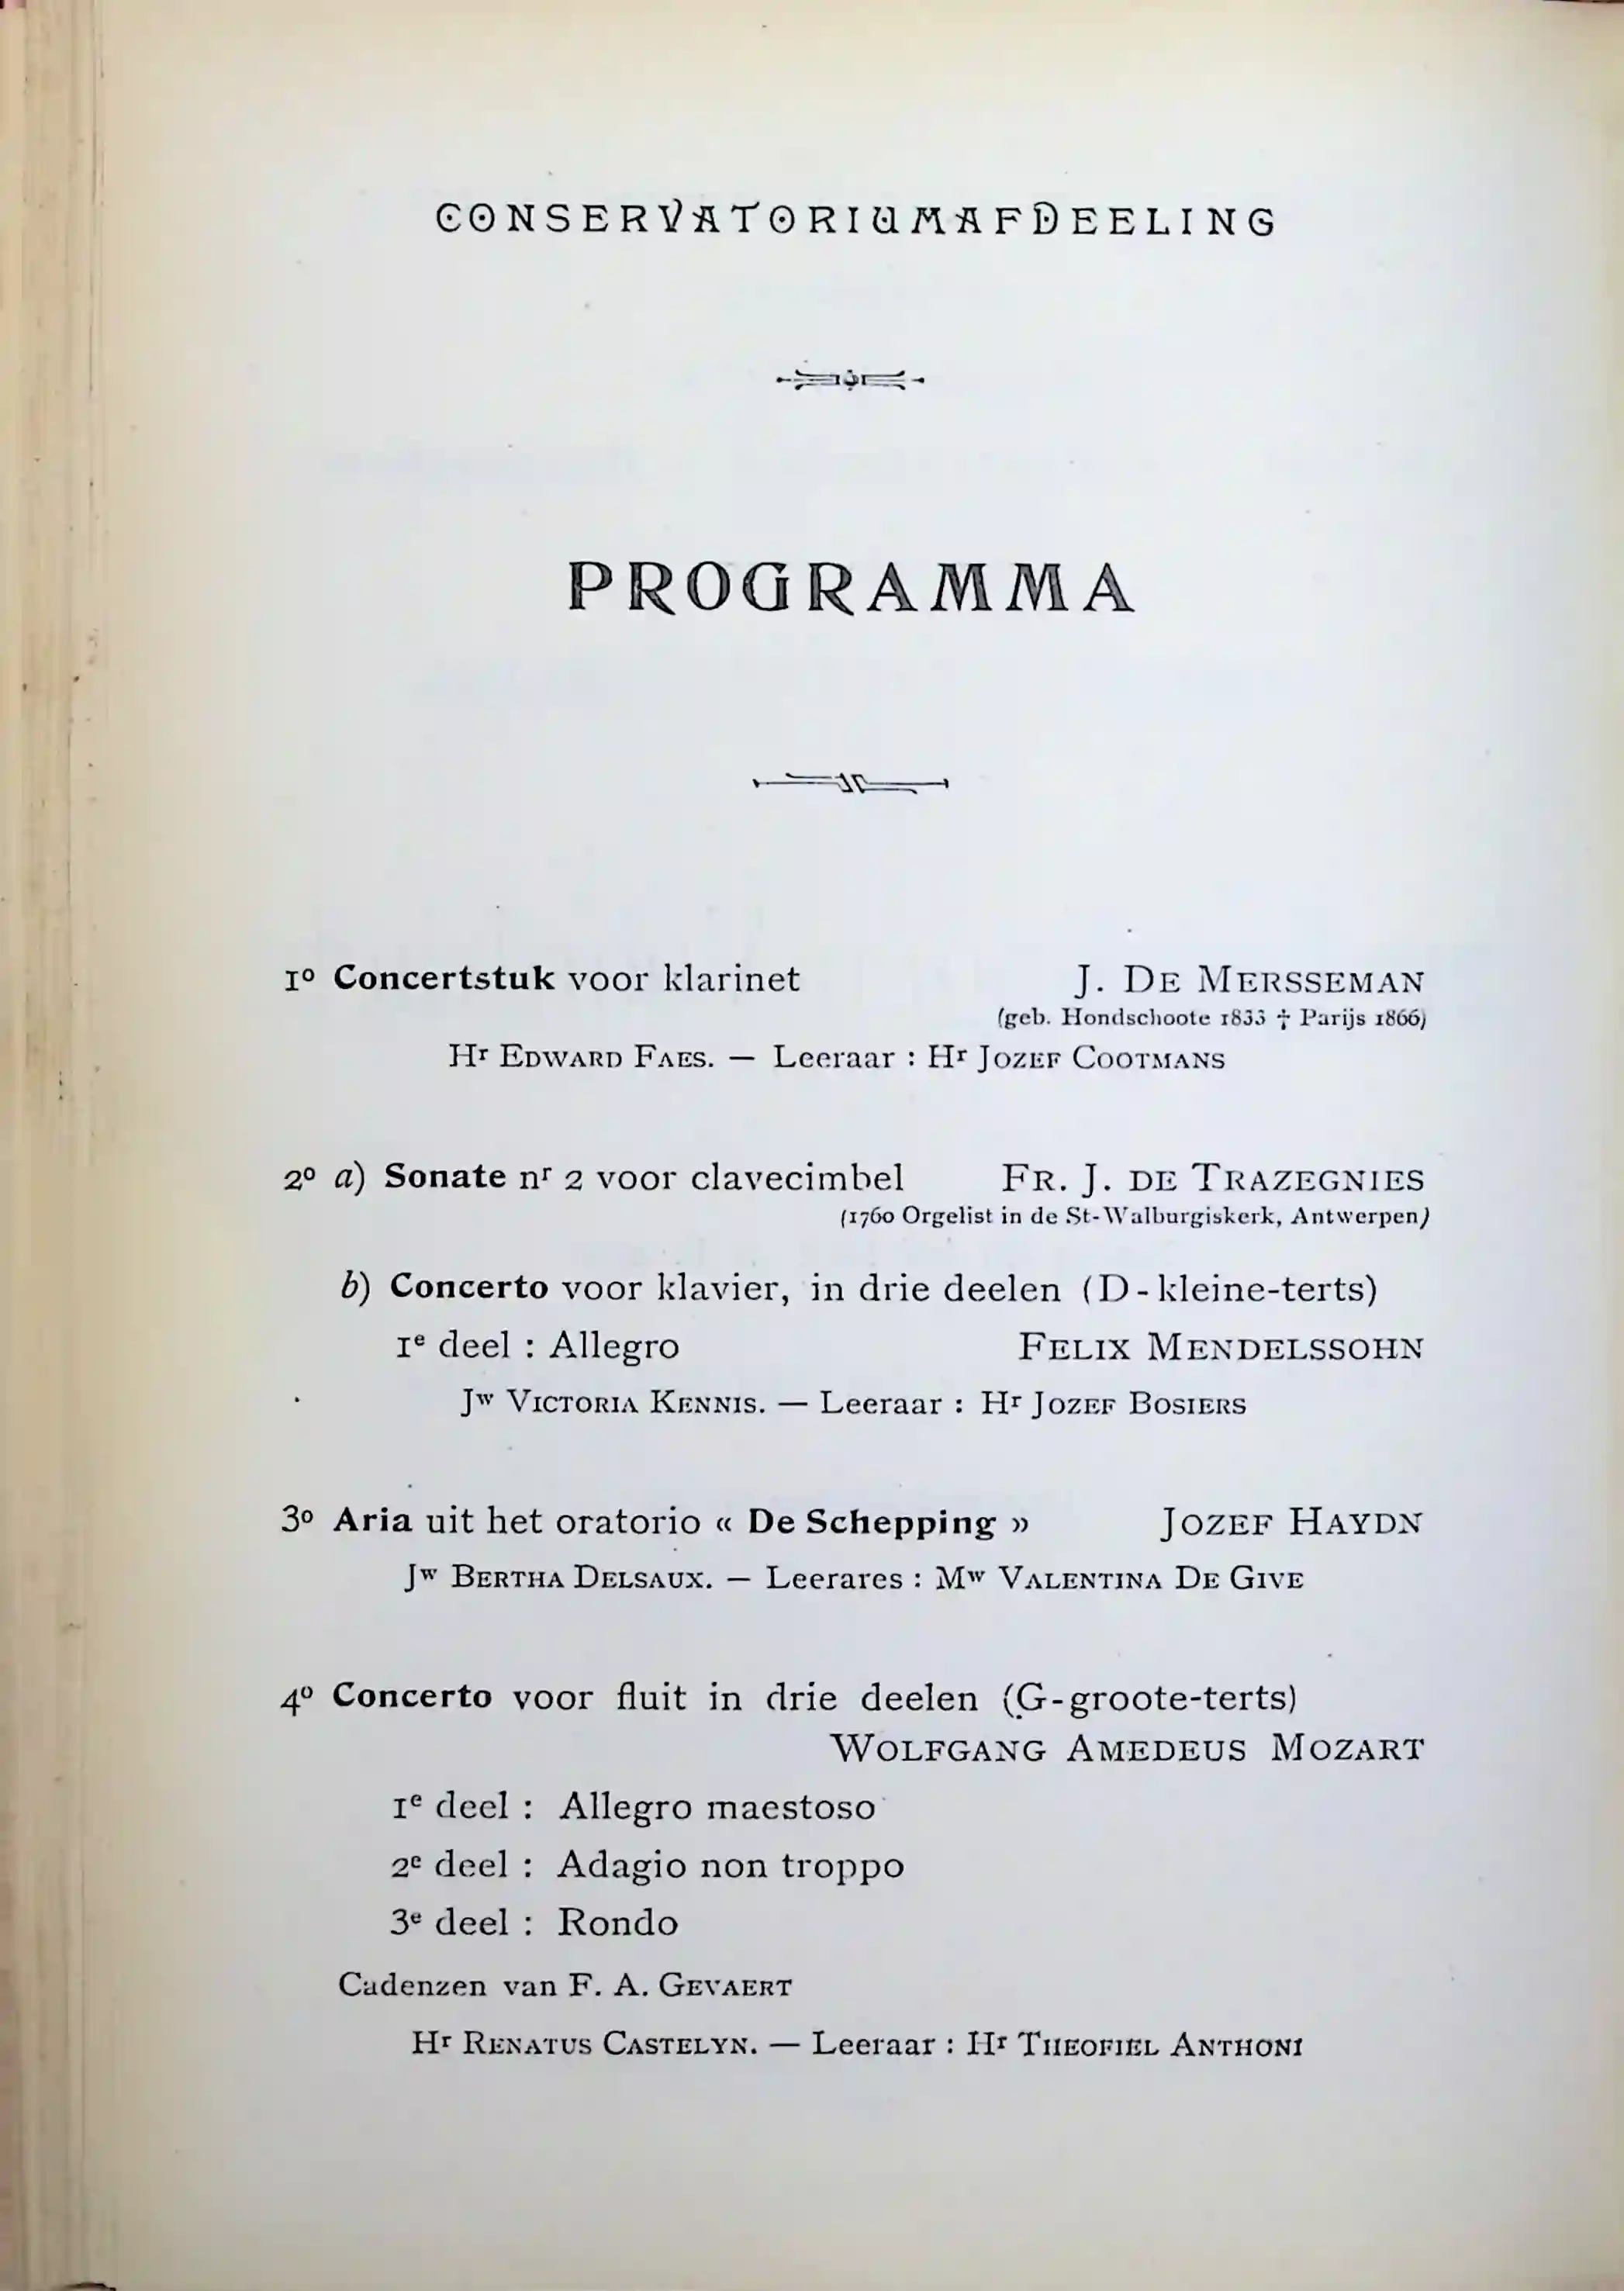 CONSERVATORIUMAFDEELING
PROGRAMMA
1º Concertstuk voor klarinet J. De Mersseman
(geb. Hondschoote 1833 † Parijs 1866)
Hr Edward Faes. — Leeraar : Hr Jozef Cootmans
2º a) Sonate nr 2 voor clavecimbel Fr. J. de Trazegnies
(1760 Orgelist in de St-Walburgiskerk, Antwerpen)
b) Concerto voor klavier, in drie deelen (D-kleine-terts)
1e deel : Allegro Felix Mendelssohn
Jw Victoria Kennis. — Leeraar : Hr Jozef Bosiers
3º Aria uit het oratorio « De Schepping » Jozef Haydn
Jw Bertha Delsaux. — Leerares : Mw Valentina De Give
4º Concerto voor fluit in drie deelen (G-groote-terts)
Wolfgang Amedeus Mozart
1e deel : Allegro maestoso
2e deel : Adagio non troppo
3e deel : Rondo
Cadenzen van F. A. Gevaert
Hr Renatus Castelyn. — Leeraar : Hr Theofiel Anthoni